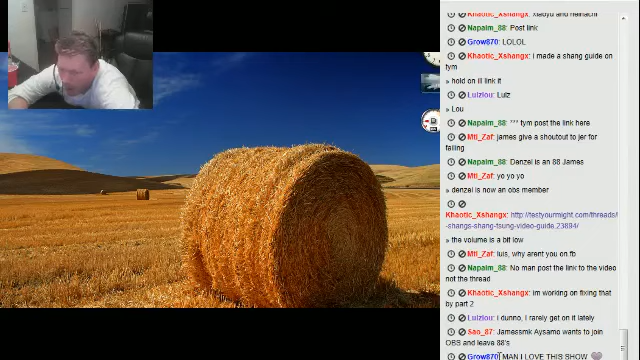 Khaotic_Xshangx: Xiaoyu and heihachi
Napalm_88: Post link
Grow870: LOLOL
Khaotic_Xshangx: i made a shang guide on
tym
» hold on ill link it
Luizlou: Lulz
» Lou
Napalm_88: *** tym post the link here
Mtl_Zaf: james give a shoutout to jer for
failing
Napalm_88: Denzel is an 88 James
Mtl_Zaf: yo yo yo
» denzel is now an obs member
Khaotic_Xshangx: http://testyourmight.com/threads/
-shangs-shang-tsung-video-guide.23694/
» the volume is a bit low
Mtl_Zaf: luis, why arent you on fb
Napalm_88: No man post the link to the video
not the thread
Khaotic_Xshangx: im working on fixing that
by part 2
Luizlou: i dunno, I rarely get on it lately
Sao_87: Jamessmk Aysamo wants to join
OBS and leave 88's
Grow870: MAN I LOVE THIS SHOW